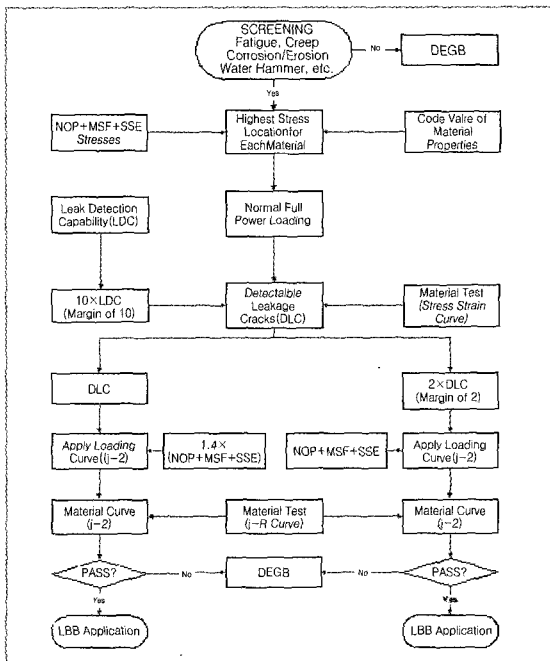 SCREENING
Fatigue, Creep
Corrosion/Erosion
Water Hammer, etc.
No
DEGB
Yes
NOP+MSF+SSE
Stresses
Highest Stress
Locationfor
EachMaterial
Code Valre of
Material
Properties
Leak Detection
Capability(LDC)
Normal Full
Power Loading
10×LDC
(Margin of 10)
Detectalble
Leakage
Cracks(DLC)
Material Test
(Stress Strain
Curve)
DLC
2×DLC
(Margin of 2)
Apply Loading
Curve((j-2)
1.4×
(NOP+MSF+SSE)
NOP+MSF+SSE
Apply Loading
Curve(j-2)
Material Curve
(j-2)
Material Test
(j-R Curve)
Material Curve
(j-2)
PASS?
No
DEGB
No
PASS?
Yes
Yes
LBB Application
LBB Application